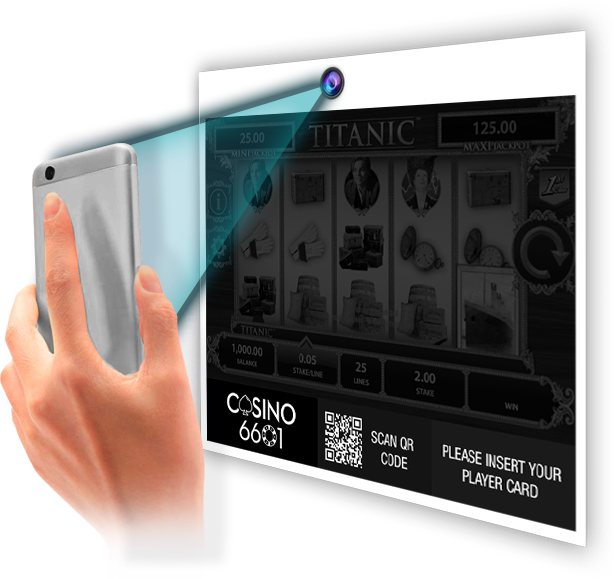 25.00
MINI JACKPOT
TITANIC™
125.00
MAXI JACKPOT
TITANIC
1,000.00
BALANCE
0.05
STAKE/LINE
25
LINES
2.00
STAKE
WIN
CASINO
6601
SCAN QR
CODE
PLEASE INSERT YOUR
PLAYER CARD